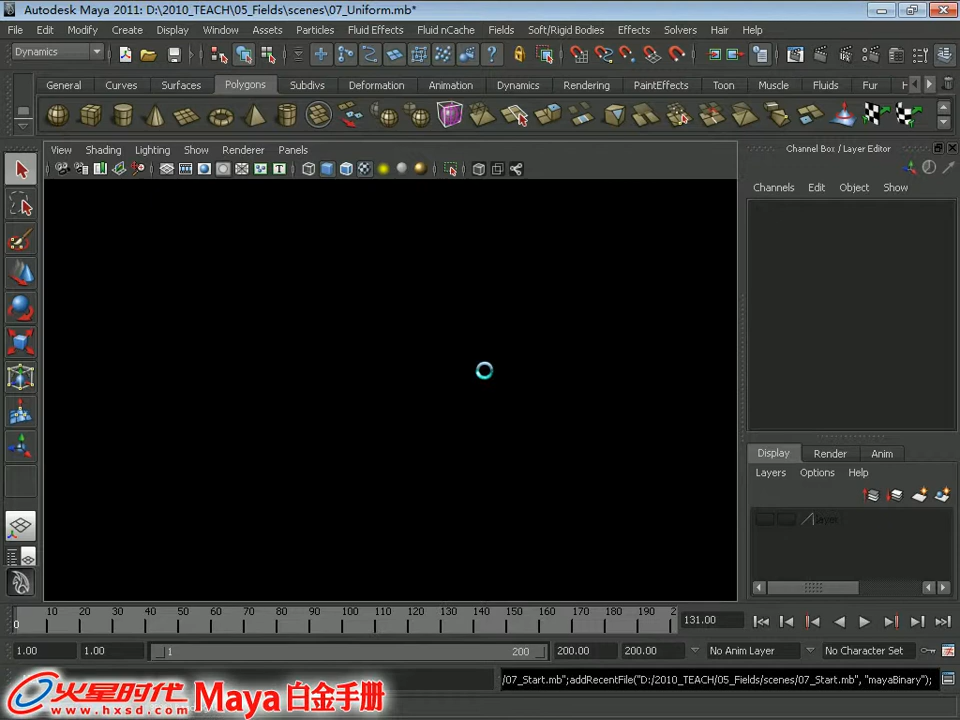 Autodesk Maya 2011: D:\2010_TEACH\05_Fields\scenes\07_Uniform.mb*
File Edit Modify Create Display Window Assets Particles Fluid Effects Fluid nCache Fields Soft/Rigid Bodies Effects Solvers Hair Help
Dynamics
General Curves Surfaces Polygons Subdivs Deformation Animation Dynamics Rendering PaintEffects Toon Muscle Fluids Fur H
View Shading Lighting Show Renderer Panels
Channel Box / Layer Editor
Channels Edit Object Show
Display Render Anim
Layers Options Help
10 20 30 40 50 60 70 80 90 100 110 120 130 140 150 160 170 180 190 2
0
131.00
1.00 1.00 1 200 200.00 200.00 No Anim Layer No Character Set
/07_Start.mb";addRecentFile("D:/2010_TEACH/05_Fields/scenes/07_Start.mb", "mayaBinary");
火星时代 Maya白金手册
www.hxsd.com